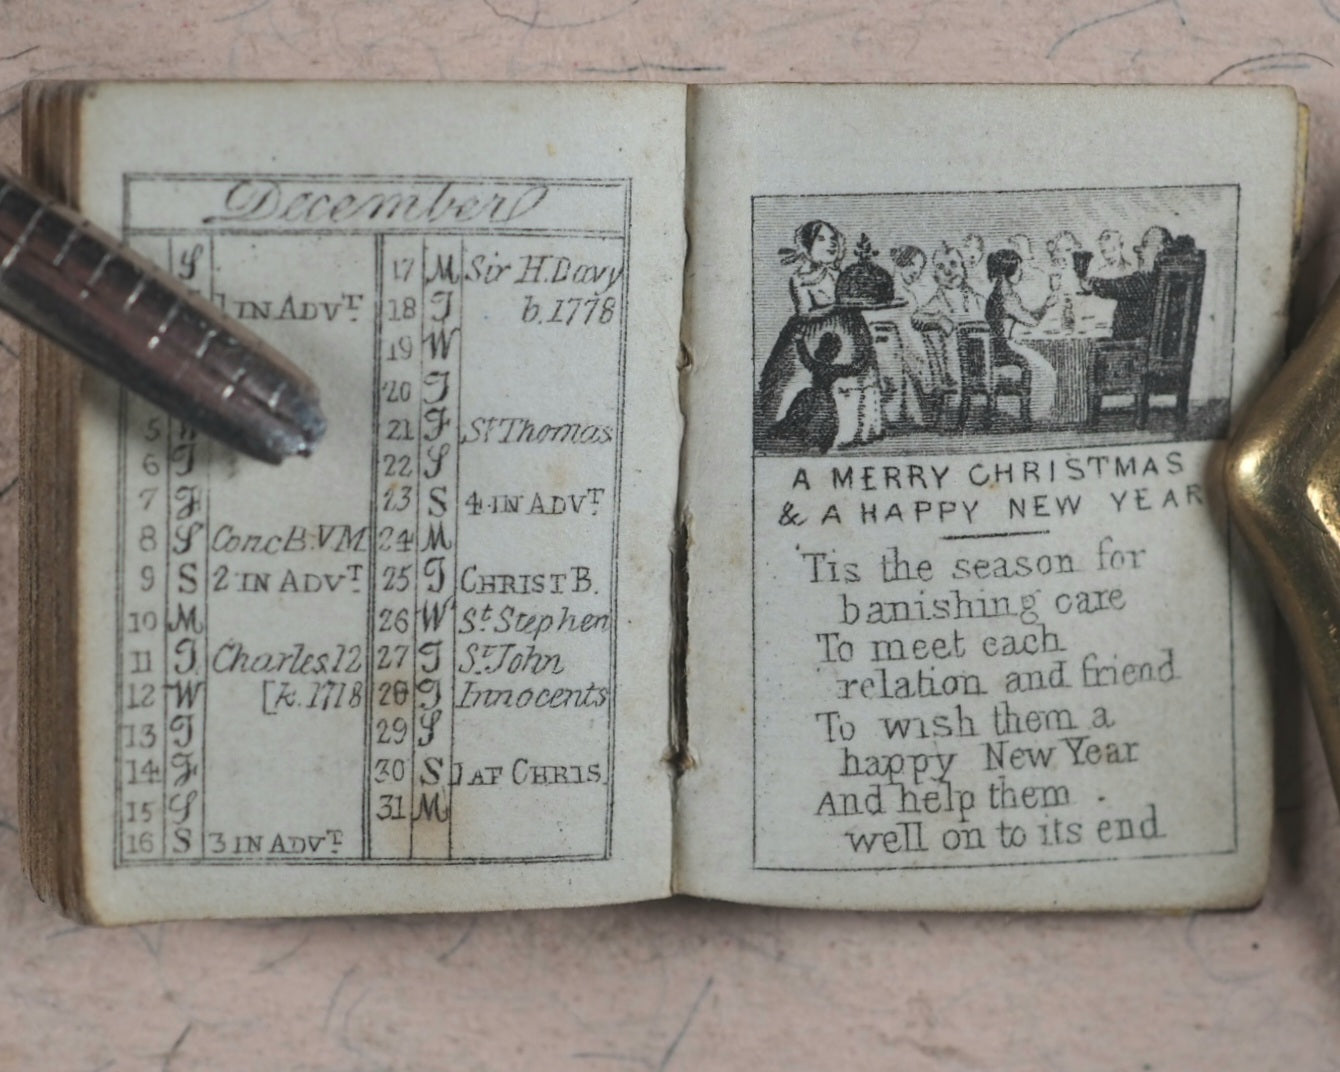 December
S
1 IN ADVT
5
6 T
7 F
8 S Conc B.VM
9 S 2 IN ADVT
10 M
11 T Charles 12
12 W [k. 1718
13 T
14 F
15 S
16 S 3 IN ADVT
17 M Sir H. Davy
18 T b. 1778
19 W
20 T
21 F St Thomas
22 S
23 S 4 IN ADVT
24 M
25 T CHRIST B.
26 W St Stephen
27 T St John
28 F Innocents
29 S
30 S 1 AF CHRIS.
31 M
A MERRY CHRISTMAS
& A HAPPY NEW YEAR
'Tis the season for
banishing care
To meet each
relation and friend
To wish them a
happy New Year
And help them
well on to its end